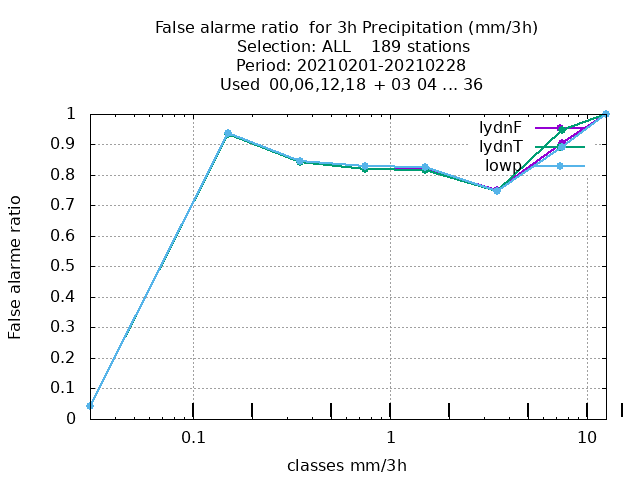 False alarme ratio  for 3h Precipitation (mm/3h)
Selection: ALL    189 stations
Period: 20210201-20210228
Used  00,06,12,18  + 03 04 ... 36
1
0.9
0.8
0.7
0.6
0.5
0.4
0.3
0.2
0.1
0
False alarme ratio
lydnF
lydnT
lowp
0.1
1
10
classes mm/3h